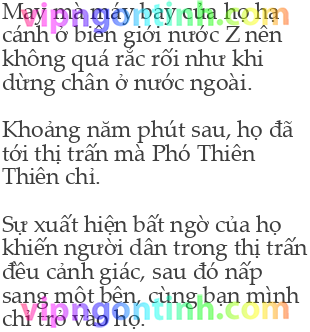 May mà máy bay của họ hạ
cánh ở biên giới nước Z nên
không quá rắc rối như khi
dừng chân ở nước ngoài.
Khoảng năm phút sau, họ đã
tới thị trấn mà Phó Thiên
Thiên chỉ.
Sự xuất hiện bất ngờ của họ
khiến người dân trong thị trấn
đều cảnh giác, sau đó nấp
sang một bên, cùng bạn mình
chỉ trỏ vào họ.
vipngontinh.com
vipngontinh.com